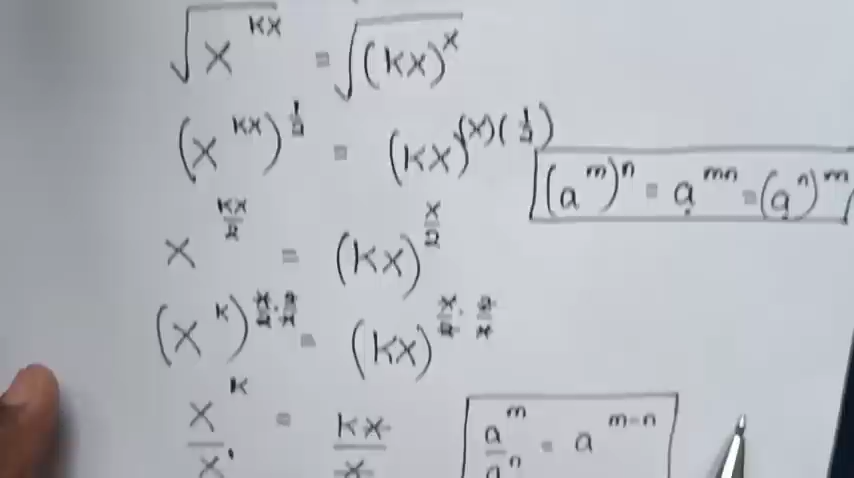 √x^(kx) = √(kx)^x
(x^(kx))^(1/2) = (kx)^((x)(1/2))
(a^m)^n = a^(mn) = (a^n)^m
x^(kx/2) = (kx)^(x/2)
(x^k)^(x/2 · 2/x) = (kx)^(x/2 · 2/x)
x^k/x = kx/x
a^m/a^n = a^(m-n)